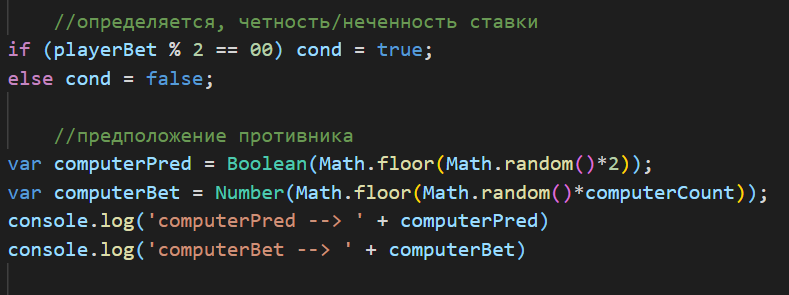 //определяется, четность/неченность ставки
if (playerBet % 2 == 00) cond = true;
else cond = false;
//предположение противника
var computerPred = Boolean(Math.floor(Math.random()*2));
var computerBet = Number(Math.floor(Math.random()*computerCount));
console.log('computerPred --> ' + computerPred)
console.log('computerBet --> ' + computerBet)